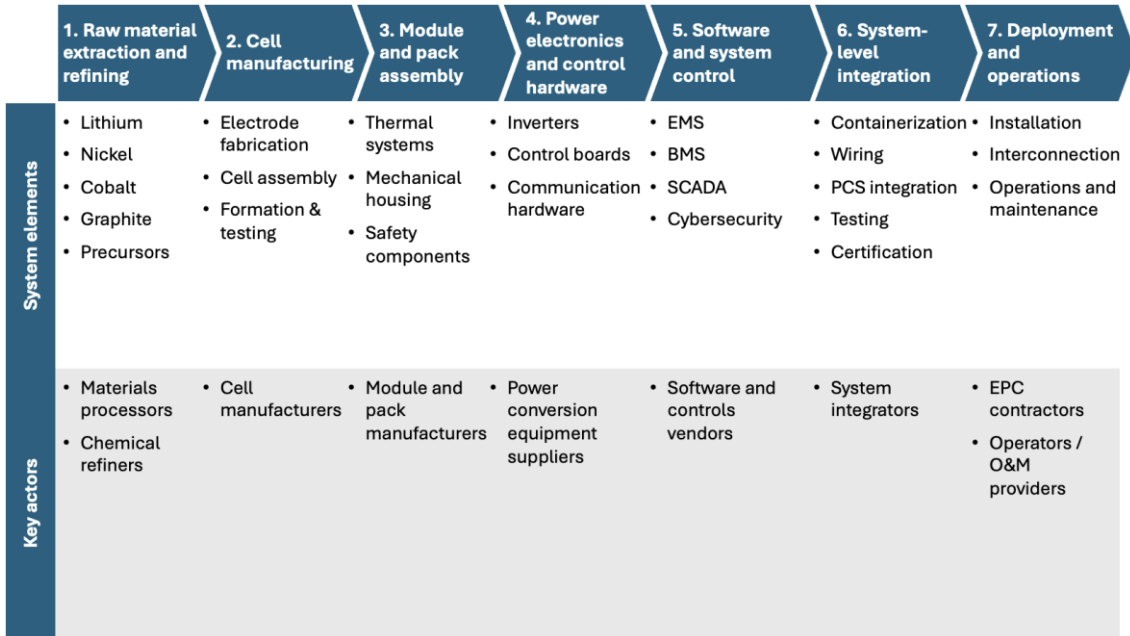 1. Raw material
extraction and
refining
2. Cell
manufacturing
3. Module
and pack
assembly
4. Power
electronics
and control
hardware
5. Software
and system
control
6. System-
level
integration
7. Deployment
and
operations
System elements
• Lithium
• Nickel
• Cobalt
• Graphite
• Precursors
• Electrode
fabrication
• Cell assembly
• Formation &
testing
• Thermal
systems
• Mechanical
housing
• Safety
components
• Inverters
• Control boards
• Communication
hardware
• EMS
• BMS
• SCADA
• Cybersecurity
• Containerization
• Wiring
• PCS integration
• Testing
• Certification
• Installation
• Interconnection
• Operations and
maintenance
Key actors
• Materials
processors
• Chemical
refiners
• Cell
manufacturers
• Module and
pack
manufacturers
• Power
conversion
equipment
suppliers
• Software and
controls
vendors
• System
integrators
• EPC
contractors
• Operators /
O&M
providers